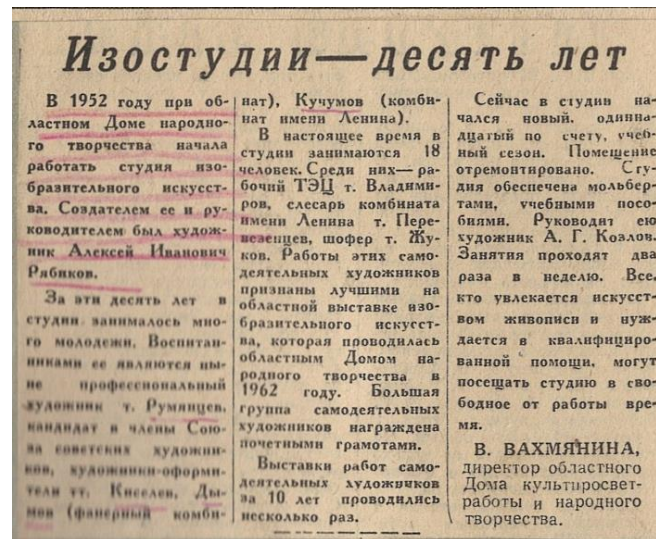 Изостудии—десять лет
В 1952 году при об-
ластном Доме народно-
го творчества начала
работать студия изо-
бразительного искусст-
ва. Создателем ее и ру-
ководителем был худож-
ник Алексей Иванович
Рябиков.
За эти десять лет в
студии занималось мно-
го молодежи. Воспитан-
никами ее являются ны-
не профессиональный
художник т. Румянцев,
кандидат в члены Сою-
за советских художни-
ков, художники-оформи-
тели тт. Киселев, Ды-
мов (фанерный комби-
нат), Кучумов (комби-
нат имени Ленина).
В настоящее время в
студии занимаются 18
человек. Среди них—ра-
бочий ТЭЦ т. Владими-
ров, слесарь комбината
имени Ленина т. Пере-
везенцев, шофер т. Жу-
ков. Работы этих само-
деятельных художников
признаны лучшими на
областной выставке изо-
бразительного искусст-
ва, которая проводилась
областным Домом на-
родного творчества в
1962 году. Большая
группа самодеятельных
художников награждена
почетными грамотами.
Выставки работ само-
деятельных художников
за 10 лет проводились
несколько раз.
Сейчас в студии на-
чался новый, одинна-
дцатый по счету, учеб-
ный сезон. Помещение
отремонтировано. Сту-
дия обеспечена мольбер-
тами, учебными посо-
биями. Руководит ею
художник А. Г. Козлов.
Занятия проходят два
раза в неделю. Все,
кто увлекается искусст-
вом живописи и нуж-
дается в квалифициро-
ванной помощи, могут
посещать студию в сво-
бодное от работы вре-
мя.
В. ВАХМЯНИНА,
директор областного
Дома культпросвет-
работы и народного
творчества.